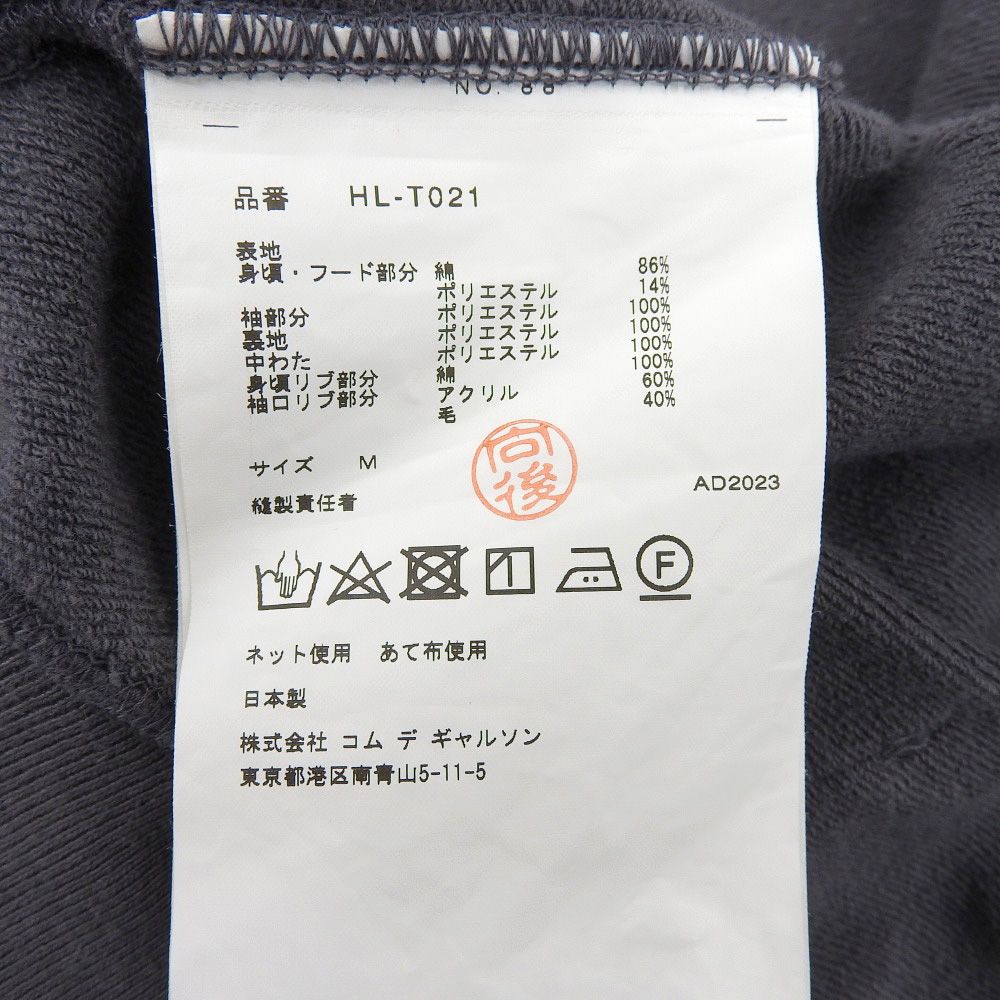 NO. 88
品番 HL-T021
表地
身頃・フード部分 綿 86%
ポリエステル 14%
袖部分 ポリエステル 100%
裏地 ポリエステル 100%
中わた ポリエステル 100%
身頃リブ部分 綿 100%
袖口リブ部分 アクリル 60%
毛 40%
サイズ M
縫製責任者 向後
AD2023
1
F
ネット使用 あて布使用
日本製
株式会社 コム デ ギャルソン
東京都港区南青山5-11-5